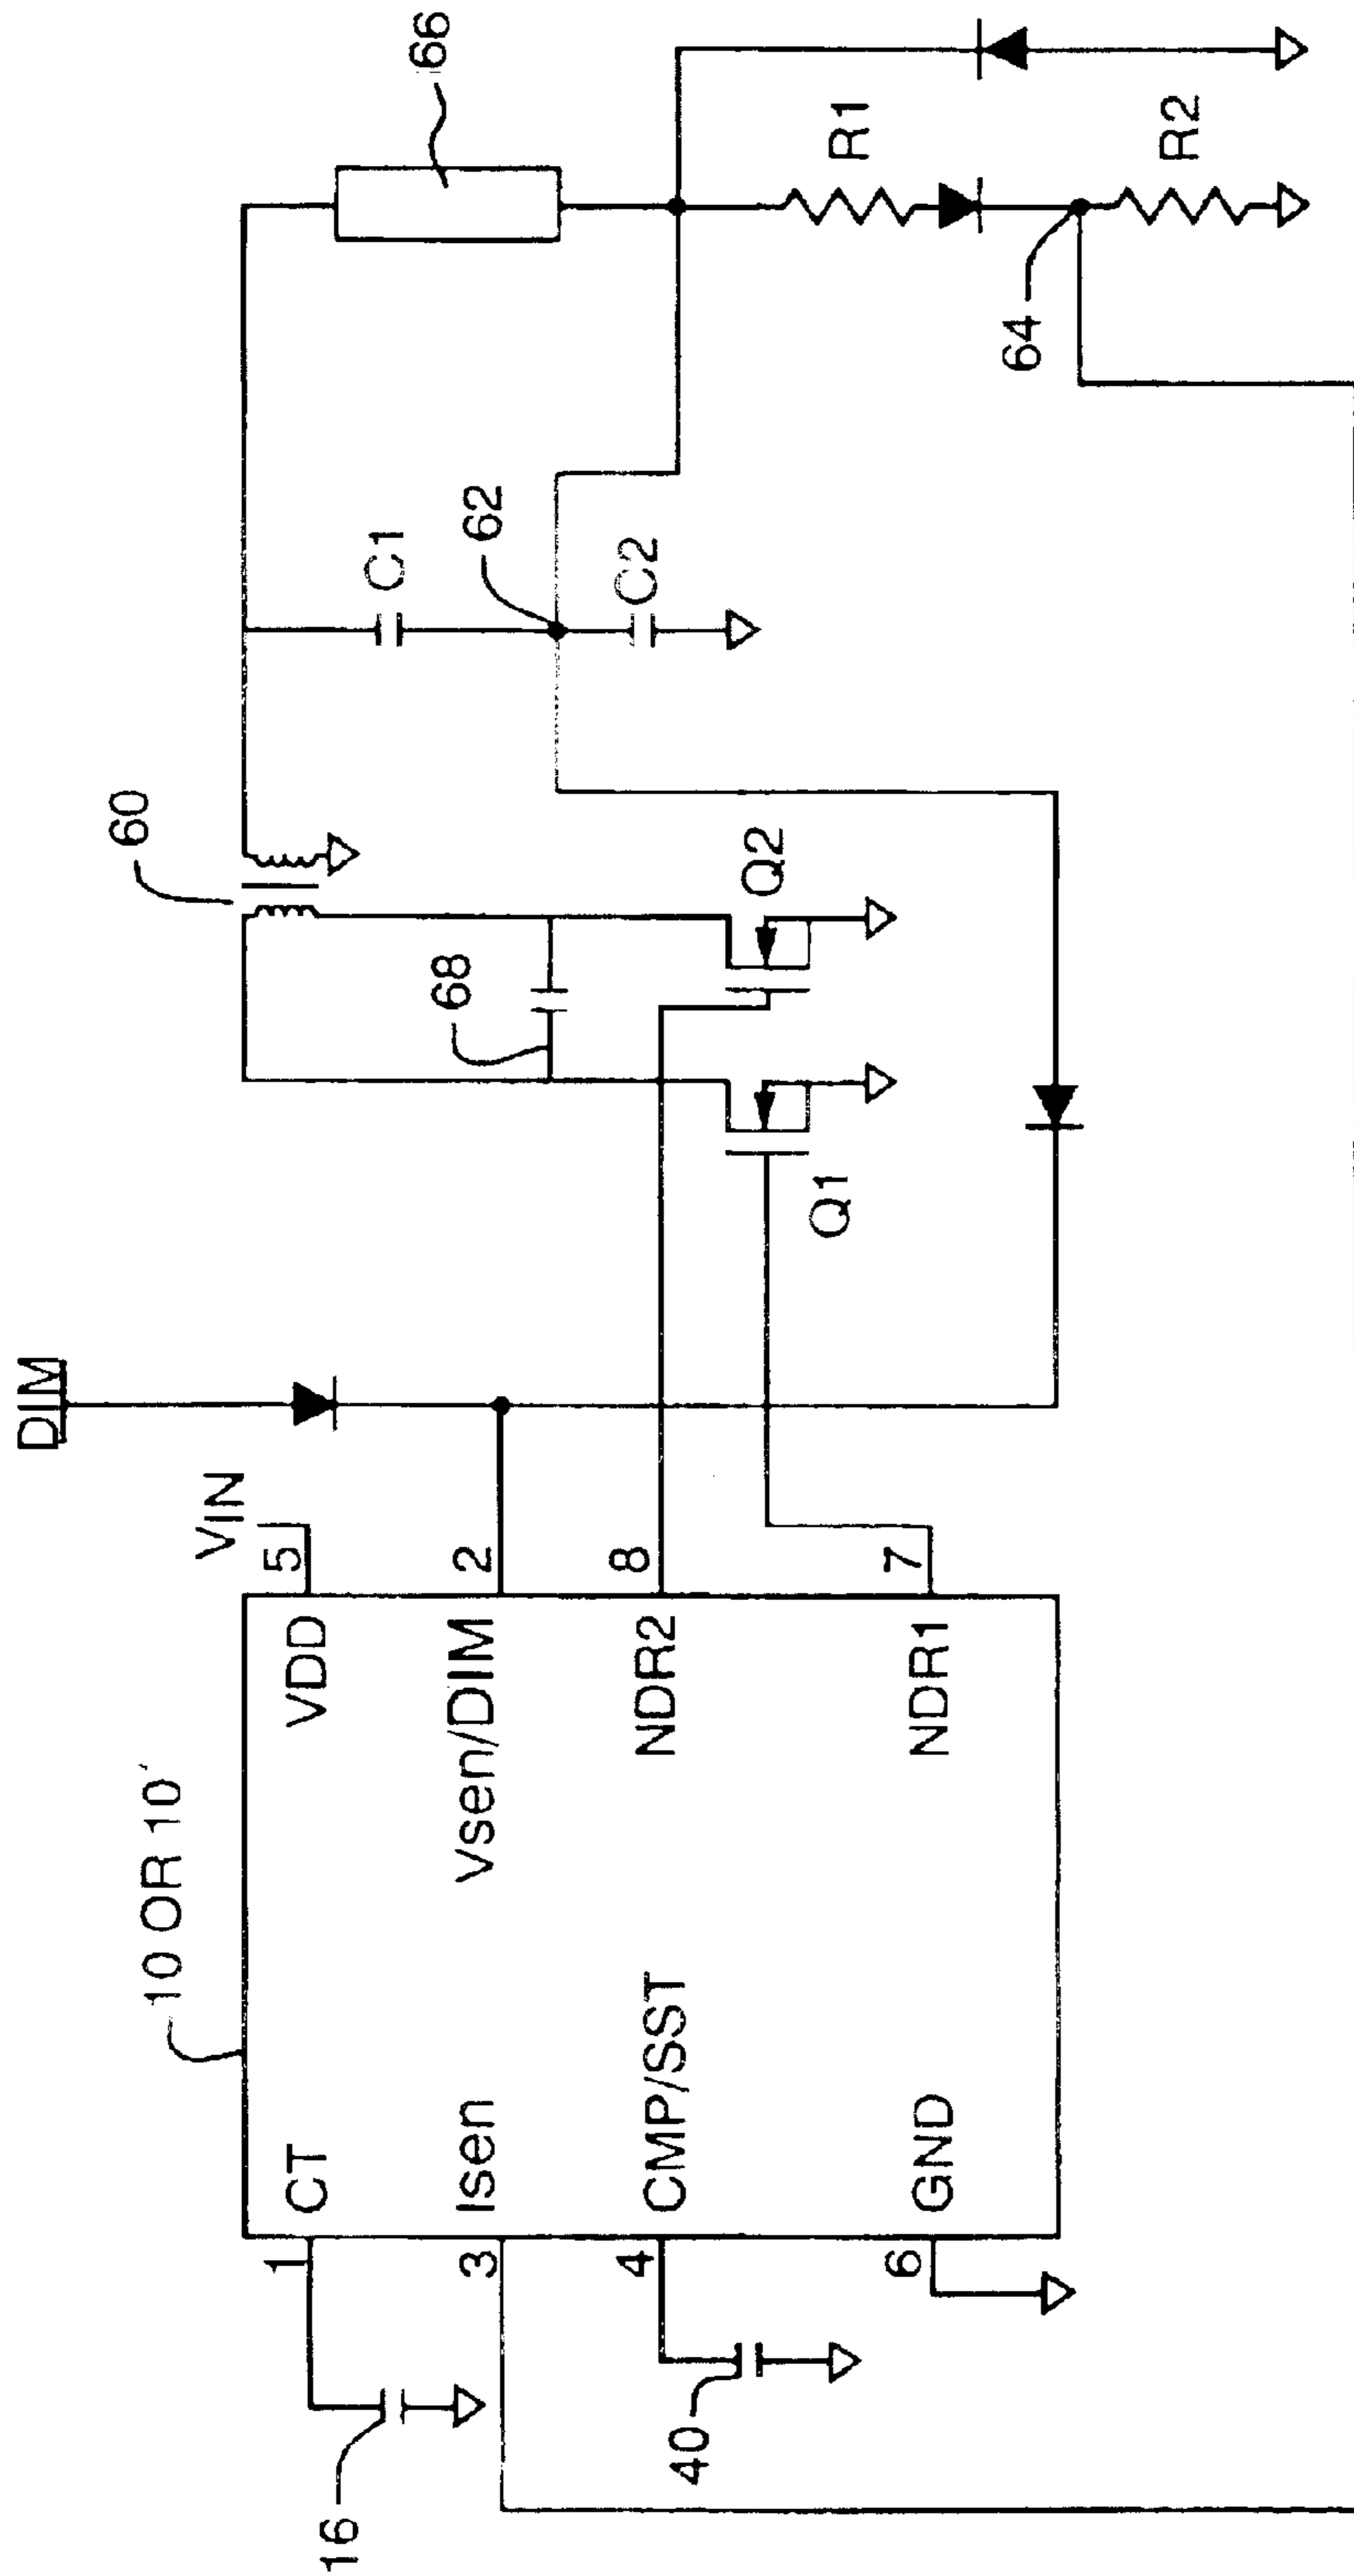 DIM
VIN
10 OR 10'
60
66
5
VDD
CT
1
2
Vsen/DIM
Isen
3
8
NDR2
CMP/SST
4
7
NDR1
GND
6
16
40
68
Q1
Q2
C1
62
C2
R1
64
R2